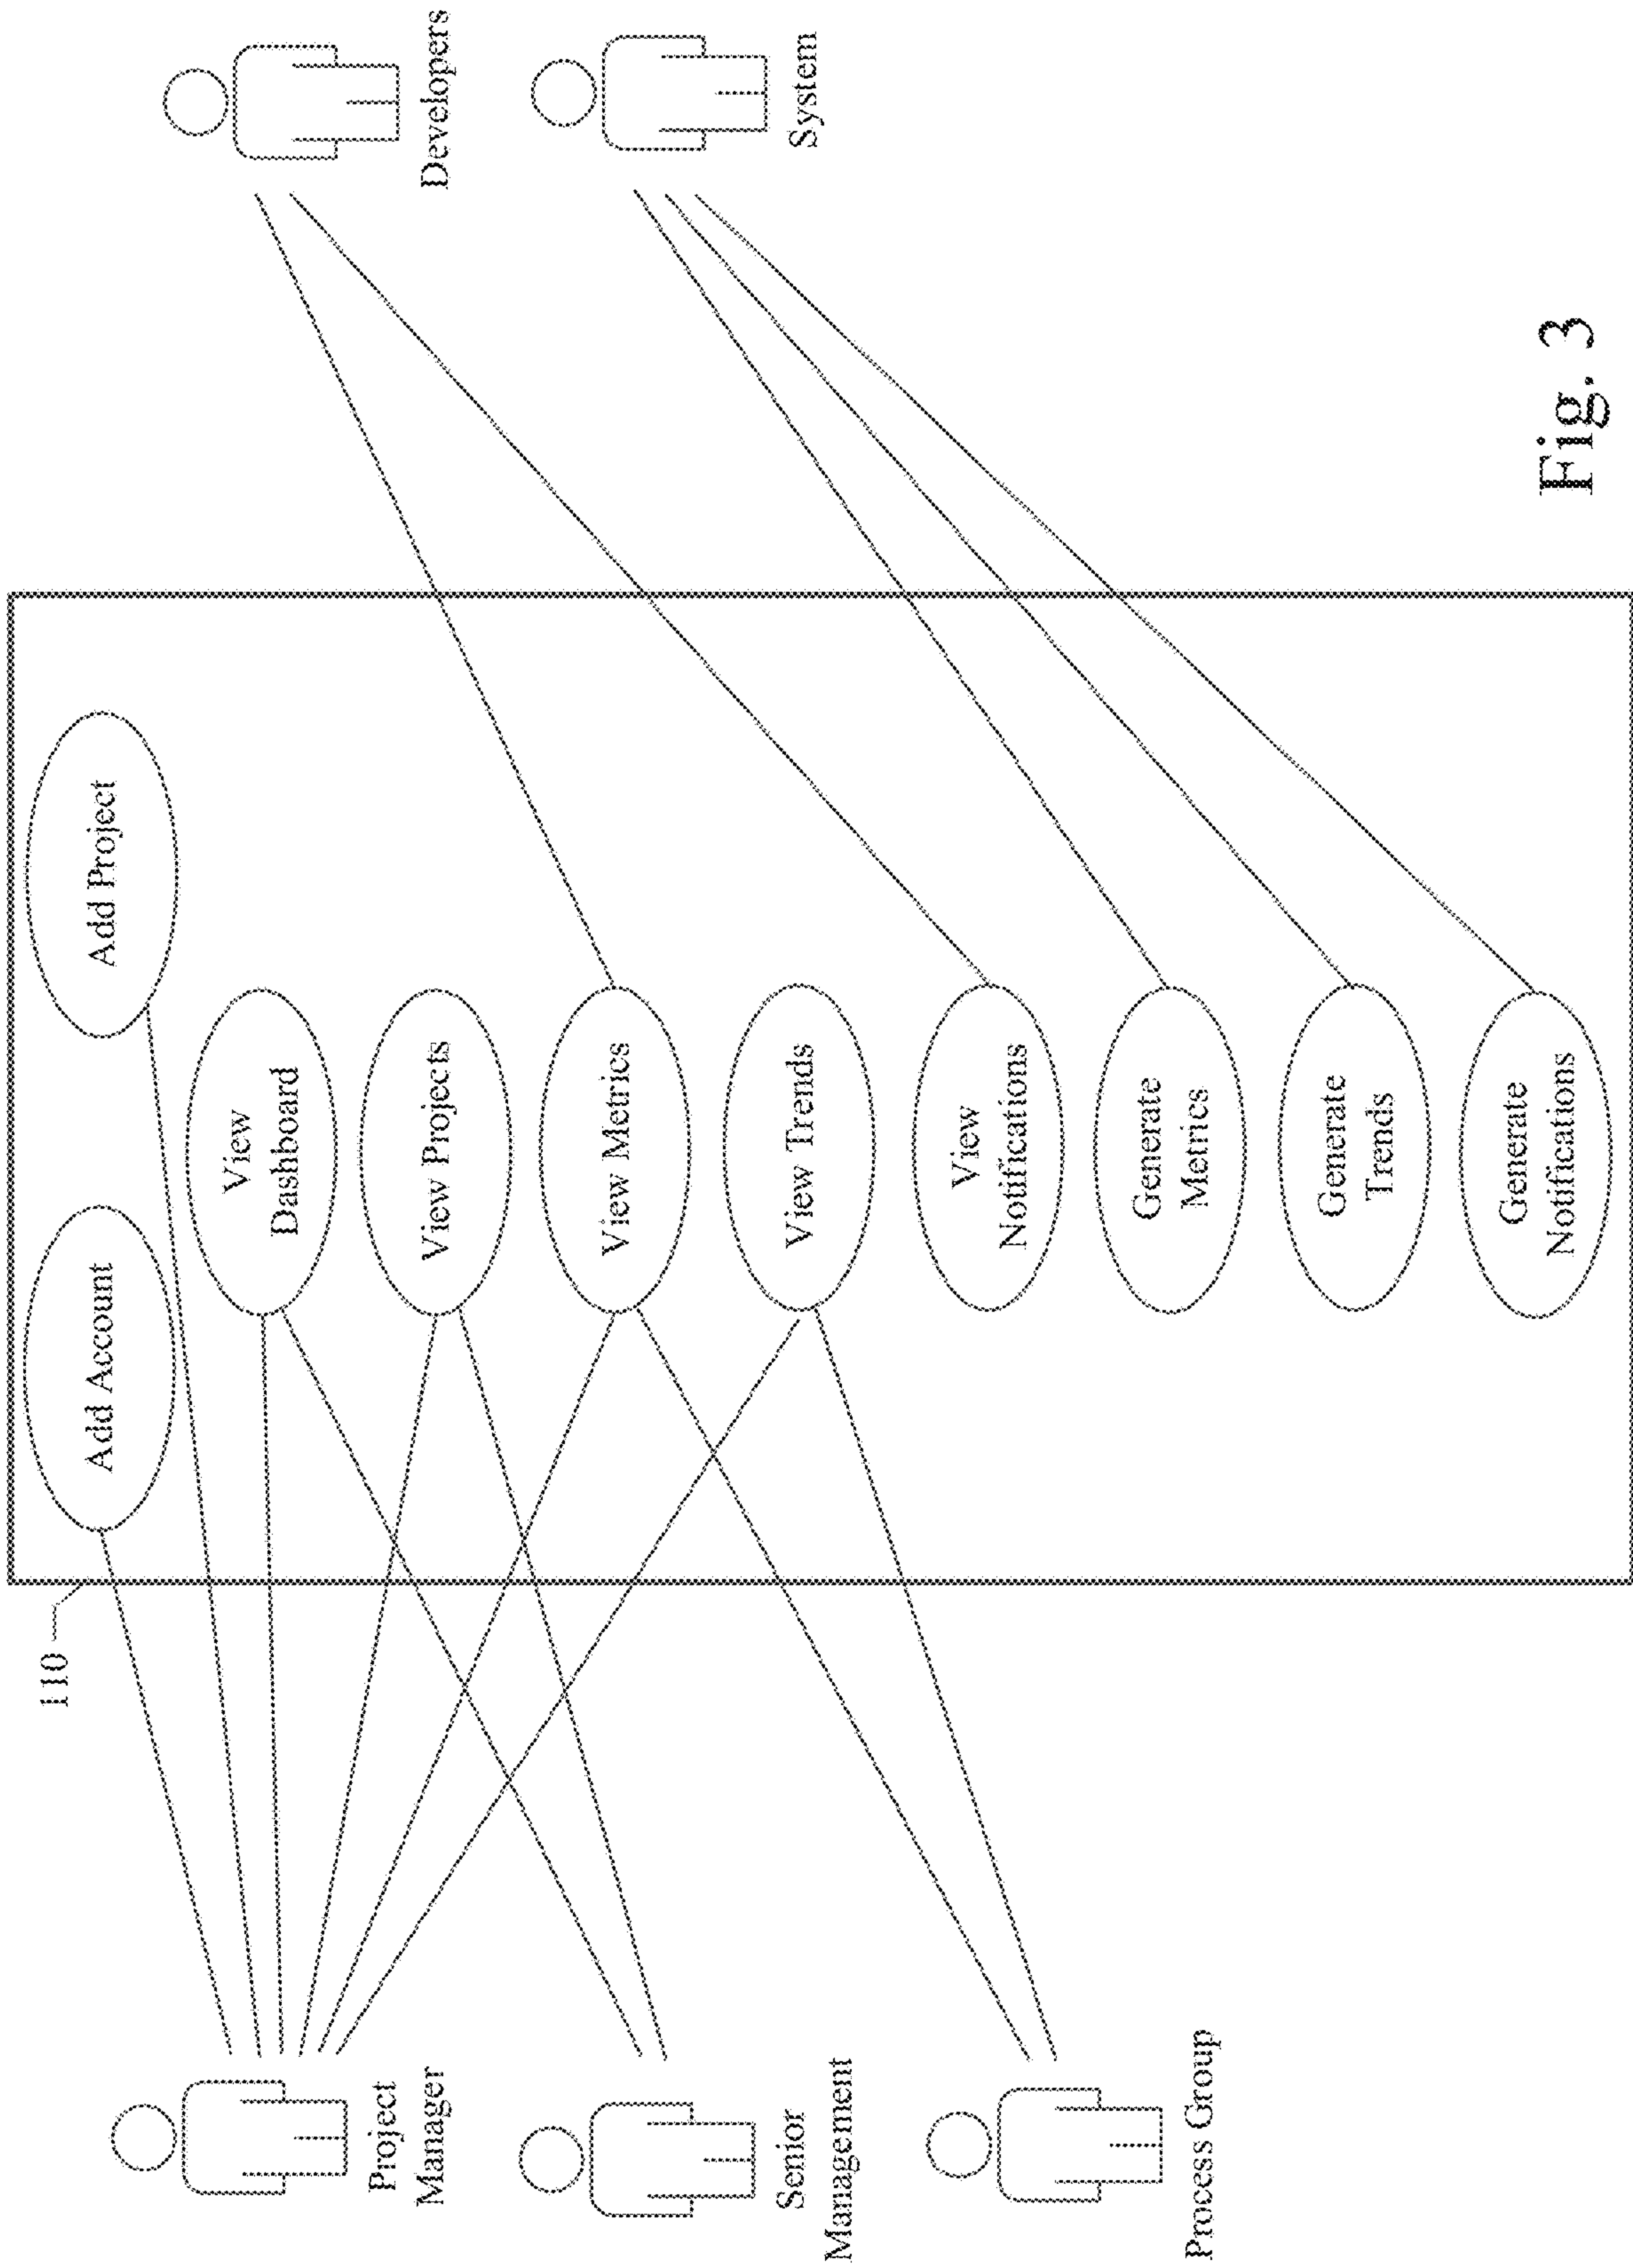 110
Add Account
Add Project
Project
Manager
View
Dashboard
Developers
View Projects
View Metrics
Senior
Management
View Trends
System
View
Notifications
Process Group
Generate
Metrics
Generate
Trends
Generate
Notifications
Fig. 3